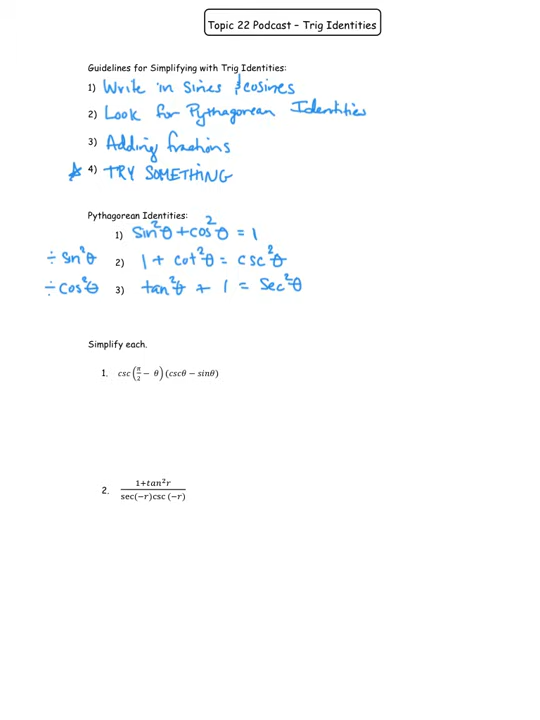 Topic 22 Podcast – Trig Identities
Guidelines for Simplifying with Trig Identities:
1) Write in Sines & cosines
2) Look for Pythagorean Identities
3) Adding fractions
☆ 4) TRY SOMETHING
Pythagorean Identities:
1) Sin²θ + cos²θ = 1
÷ Sin²θ 2) 1 + cot²θ = csc²θ
÷ cos²θ 3) tan²θ + 1 = Sec²θ
Simplify each.
1. csc(π/2 − θ)(cscθ − sinθ)
2. 1+tan²r
sec(−r)csc (−r)